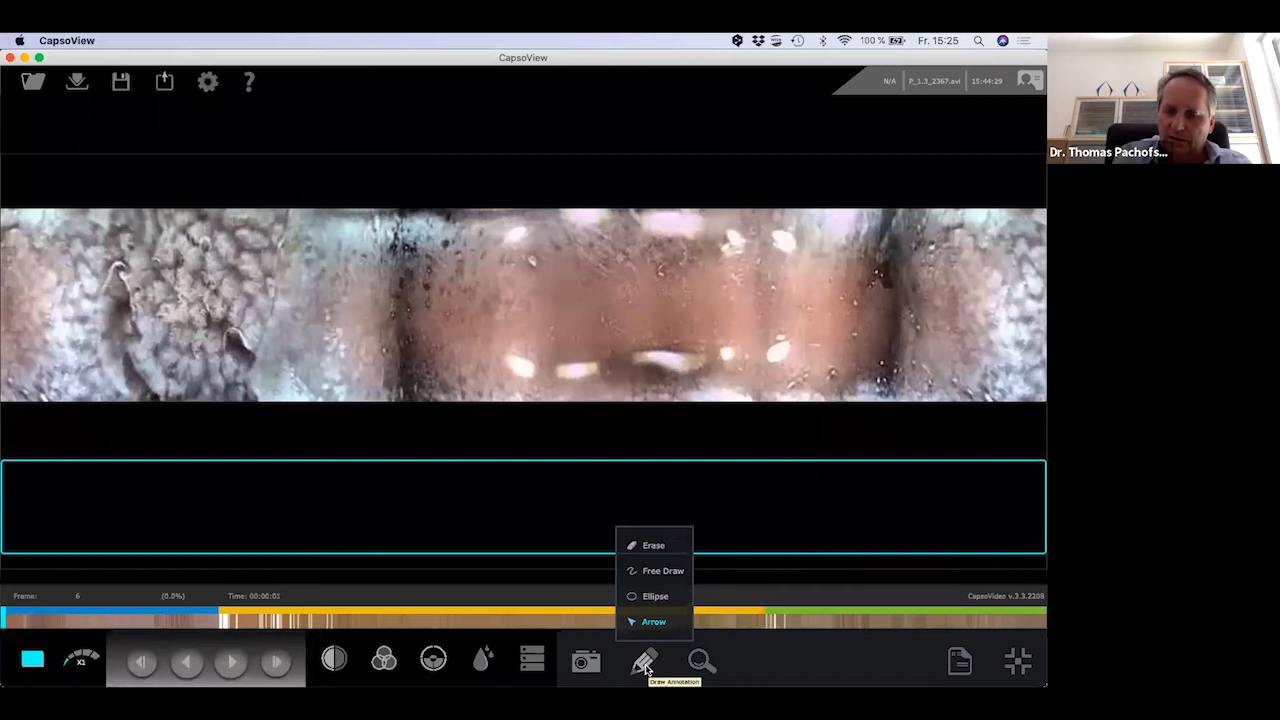 CapsoView
100 %
Fr. 15:25
CapsoView
N/A
P_1.3_2367.avi
15:44:29
?
Dr. Thomas Pachofs...
Erase
Free Draw
Ellipse
Arrow
Frame: 6 (0.0%) Time: 00:00:01
CapsoVideo v.3.3.2209
X1
Draw Annotation